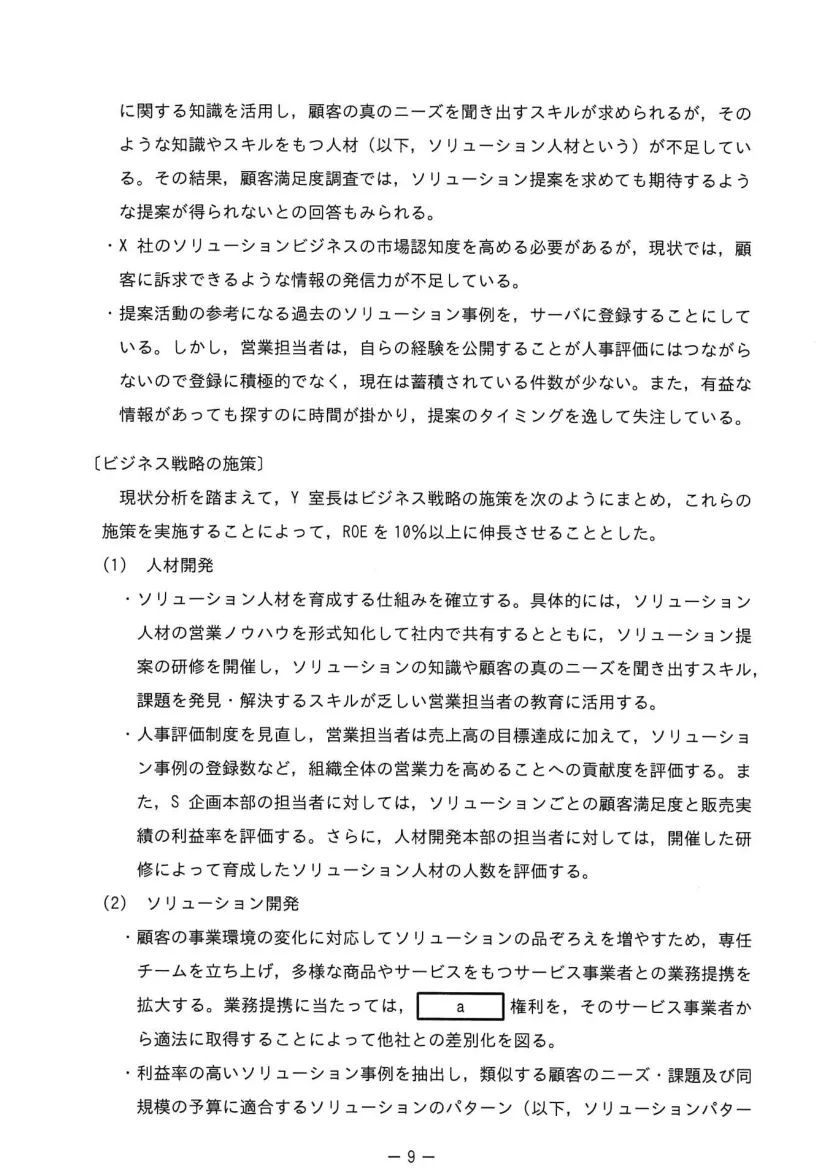 に関する知識を活用し，顧客の真のニーズを聞き出すスキルが求められるが，その
ような知識やスキルをもつ人材（以下，ソリューション人材という）が不足してい
る。その結果，顧客満足度調査では，ソリューション提案を求めても期待するよう
な提案が得られないとの回答もみられる。
・X 社のソリューションビジネスの市場認知度を高める必要があるが，現状では，顧
客に訴求できるような情報の発信力が不足している。
・提案活動の参考になる過去のソリューション事例を，サーバに登録することにして
いる。しかし，営業担当者は，自らの経験を公開することが人事評価にはつながら
ないので登録に積極的でなく，現在は蓄積されている件数が少ない。また，有益な
情報があっても探すのに時間が掛かり，提案のタイミングを逸して失注している。
〔ビジネス戦略の施策〕
現状分析を踏まえて，Y 室長はビジネス戦略の施策を次のようにまとめ，これらの
施策を実施することによって，ROE を 10％以上に伸長させることとした。
(1) 人材開発
・ソリューション人材を育成する仕組みを確立する。具体的には，ソリューション
人材の営業ノウハウを形式知化して社内で共有するとともに，ソリューション提
案の研修を開催し，ソリューションの知識や顧客の真のニーズを聞き出すスキル，
課題を発見・解決するスキルが乏しい営業担当者の教育に活用する。
・人事評価制度を見直し，営業担当者は売上高の目標達成に加えて，ソリューショ
ン事例の登録数など，組織全体の営業力を高めることへの貢献度を評価する。ま
た，S 企画本部の担当者に対しては，ソリューションごとの顧客満足度と販売実
績の利益率を評価する。さらに，人材開発本部の担当者に対しては，開催した研
修によって育成したソリューション人材の人数を評価する。
(2) ソリューション開発
・顧客の事業環境の変化に対応してソリューションの品ぞろえを増やすため，専任
チームを立ち上げ，多様な商品やサービスをもつサービス事業者との業務提携を
拡大する。業務提携に当たっては， a 権利を，そのサービス事業者か
ら適法に取得することによって他社との差別化を図る。
・利益率の高いソリューション事例を抽出し，類似する顧客のニーズ・課題及び同
規模の予算に適合するソリューションのパターン（以下，ソリューションパター
－ 9 －